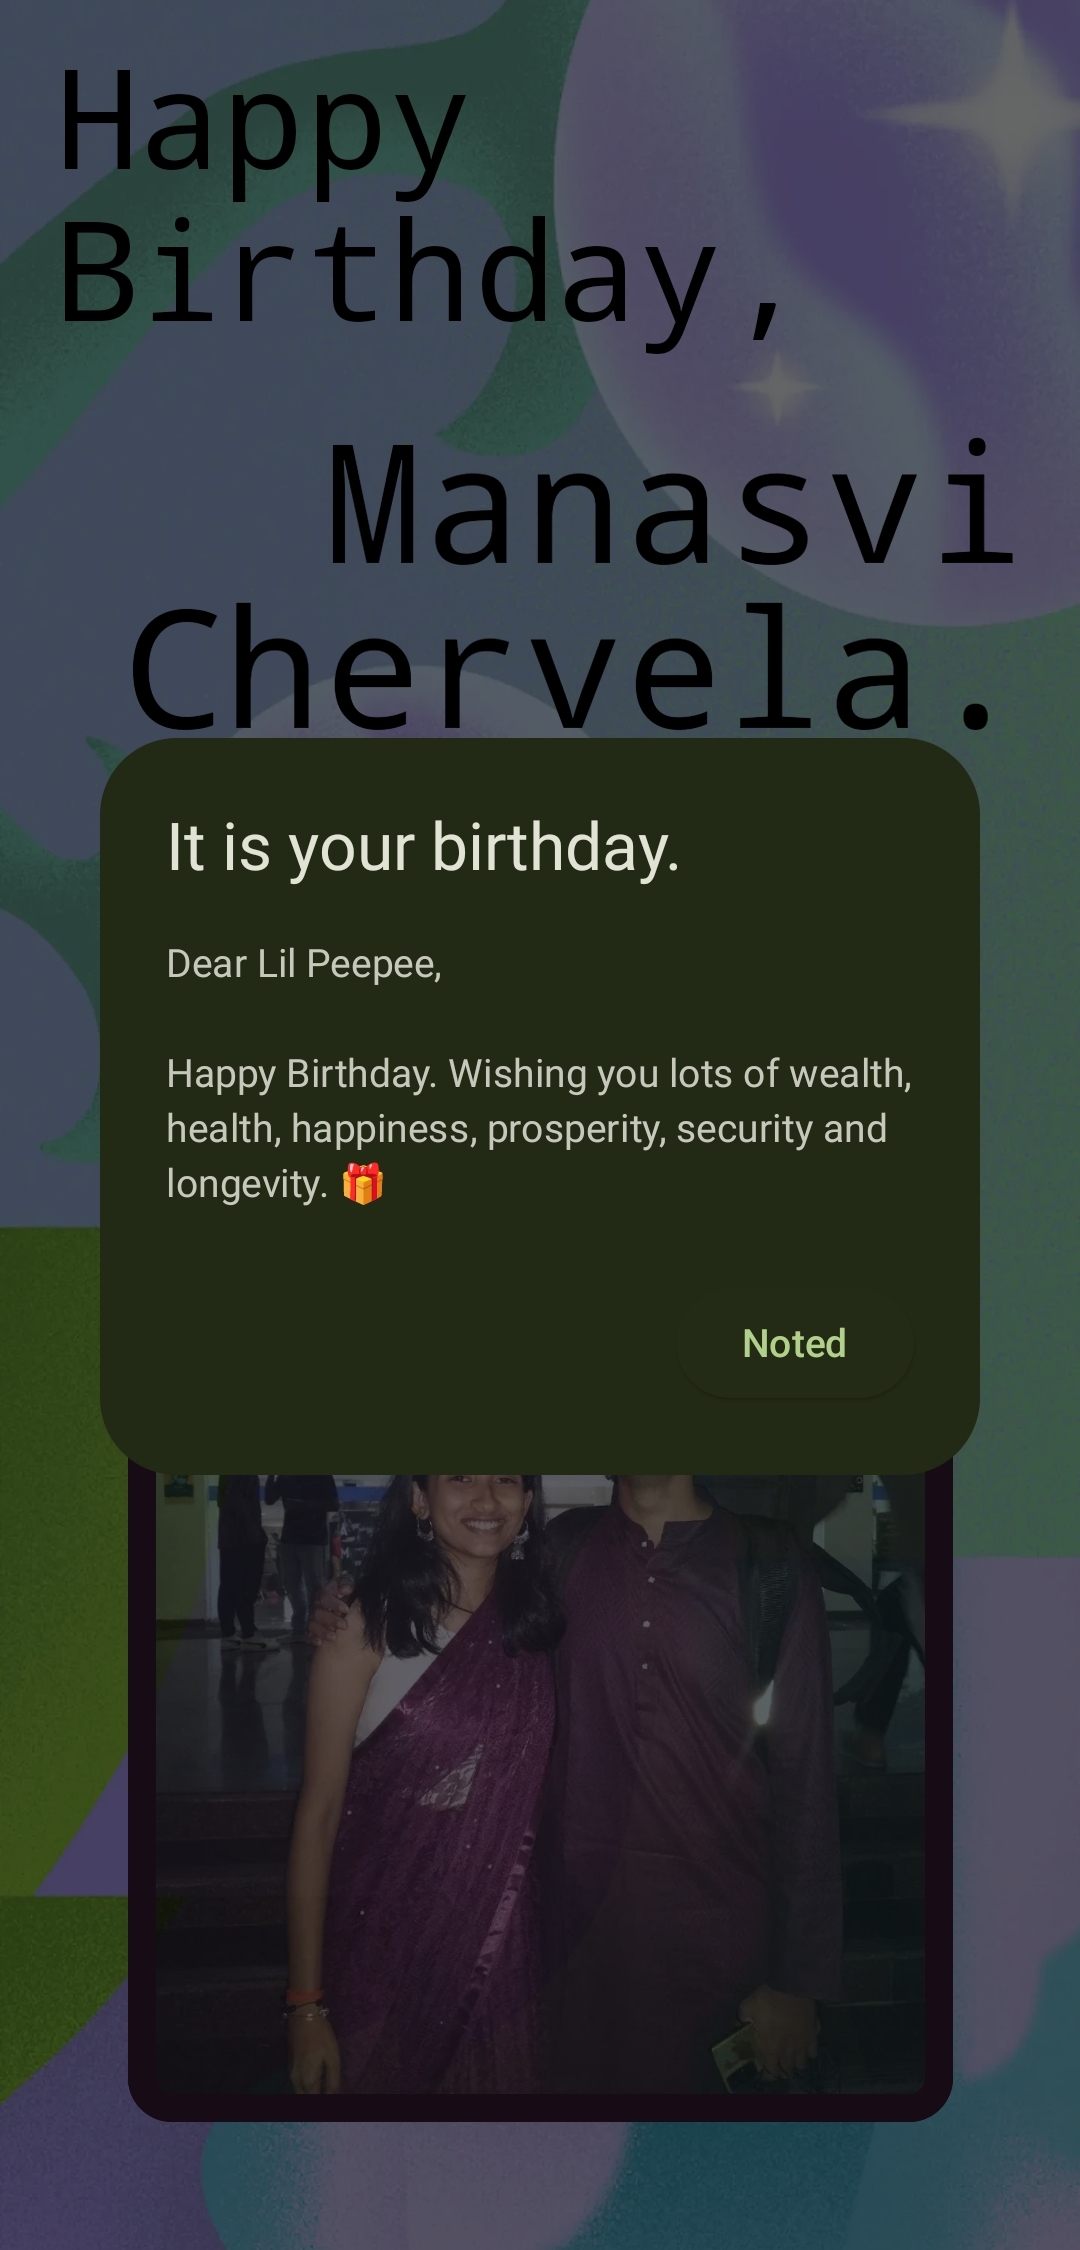 Happy
Birthday,
Manasvi
Chervela.
It is your birthday.
Dear Lil Peepee,
Happy Birthday. Wishing you lots of wealth,
health, happiness, prosperity, security and
longevity. 🎁
Noted